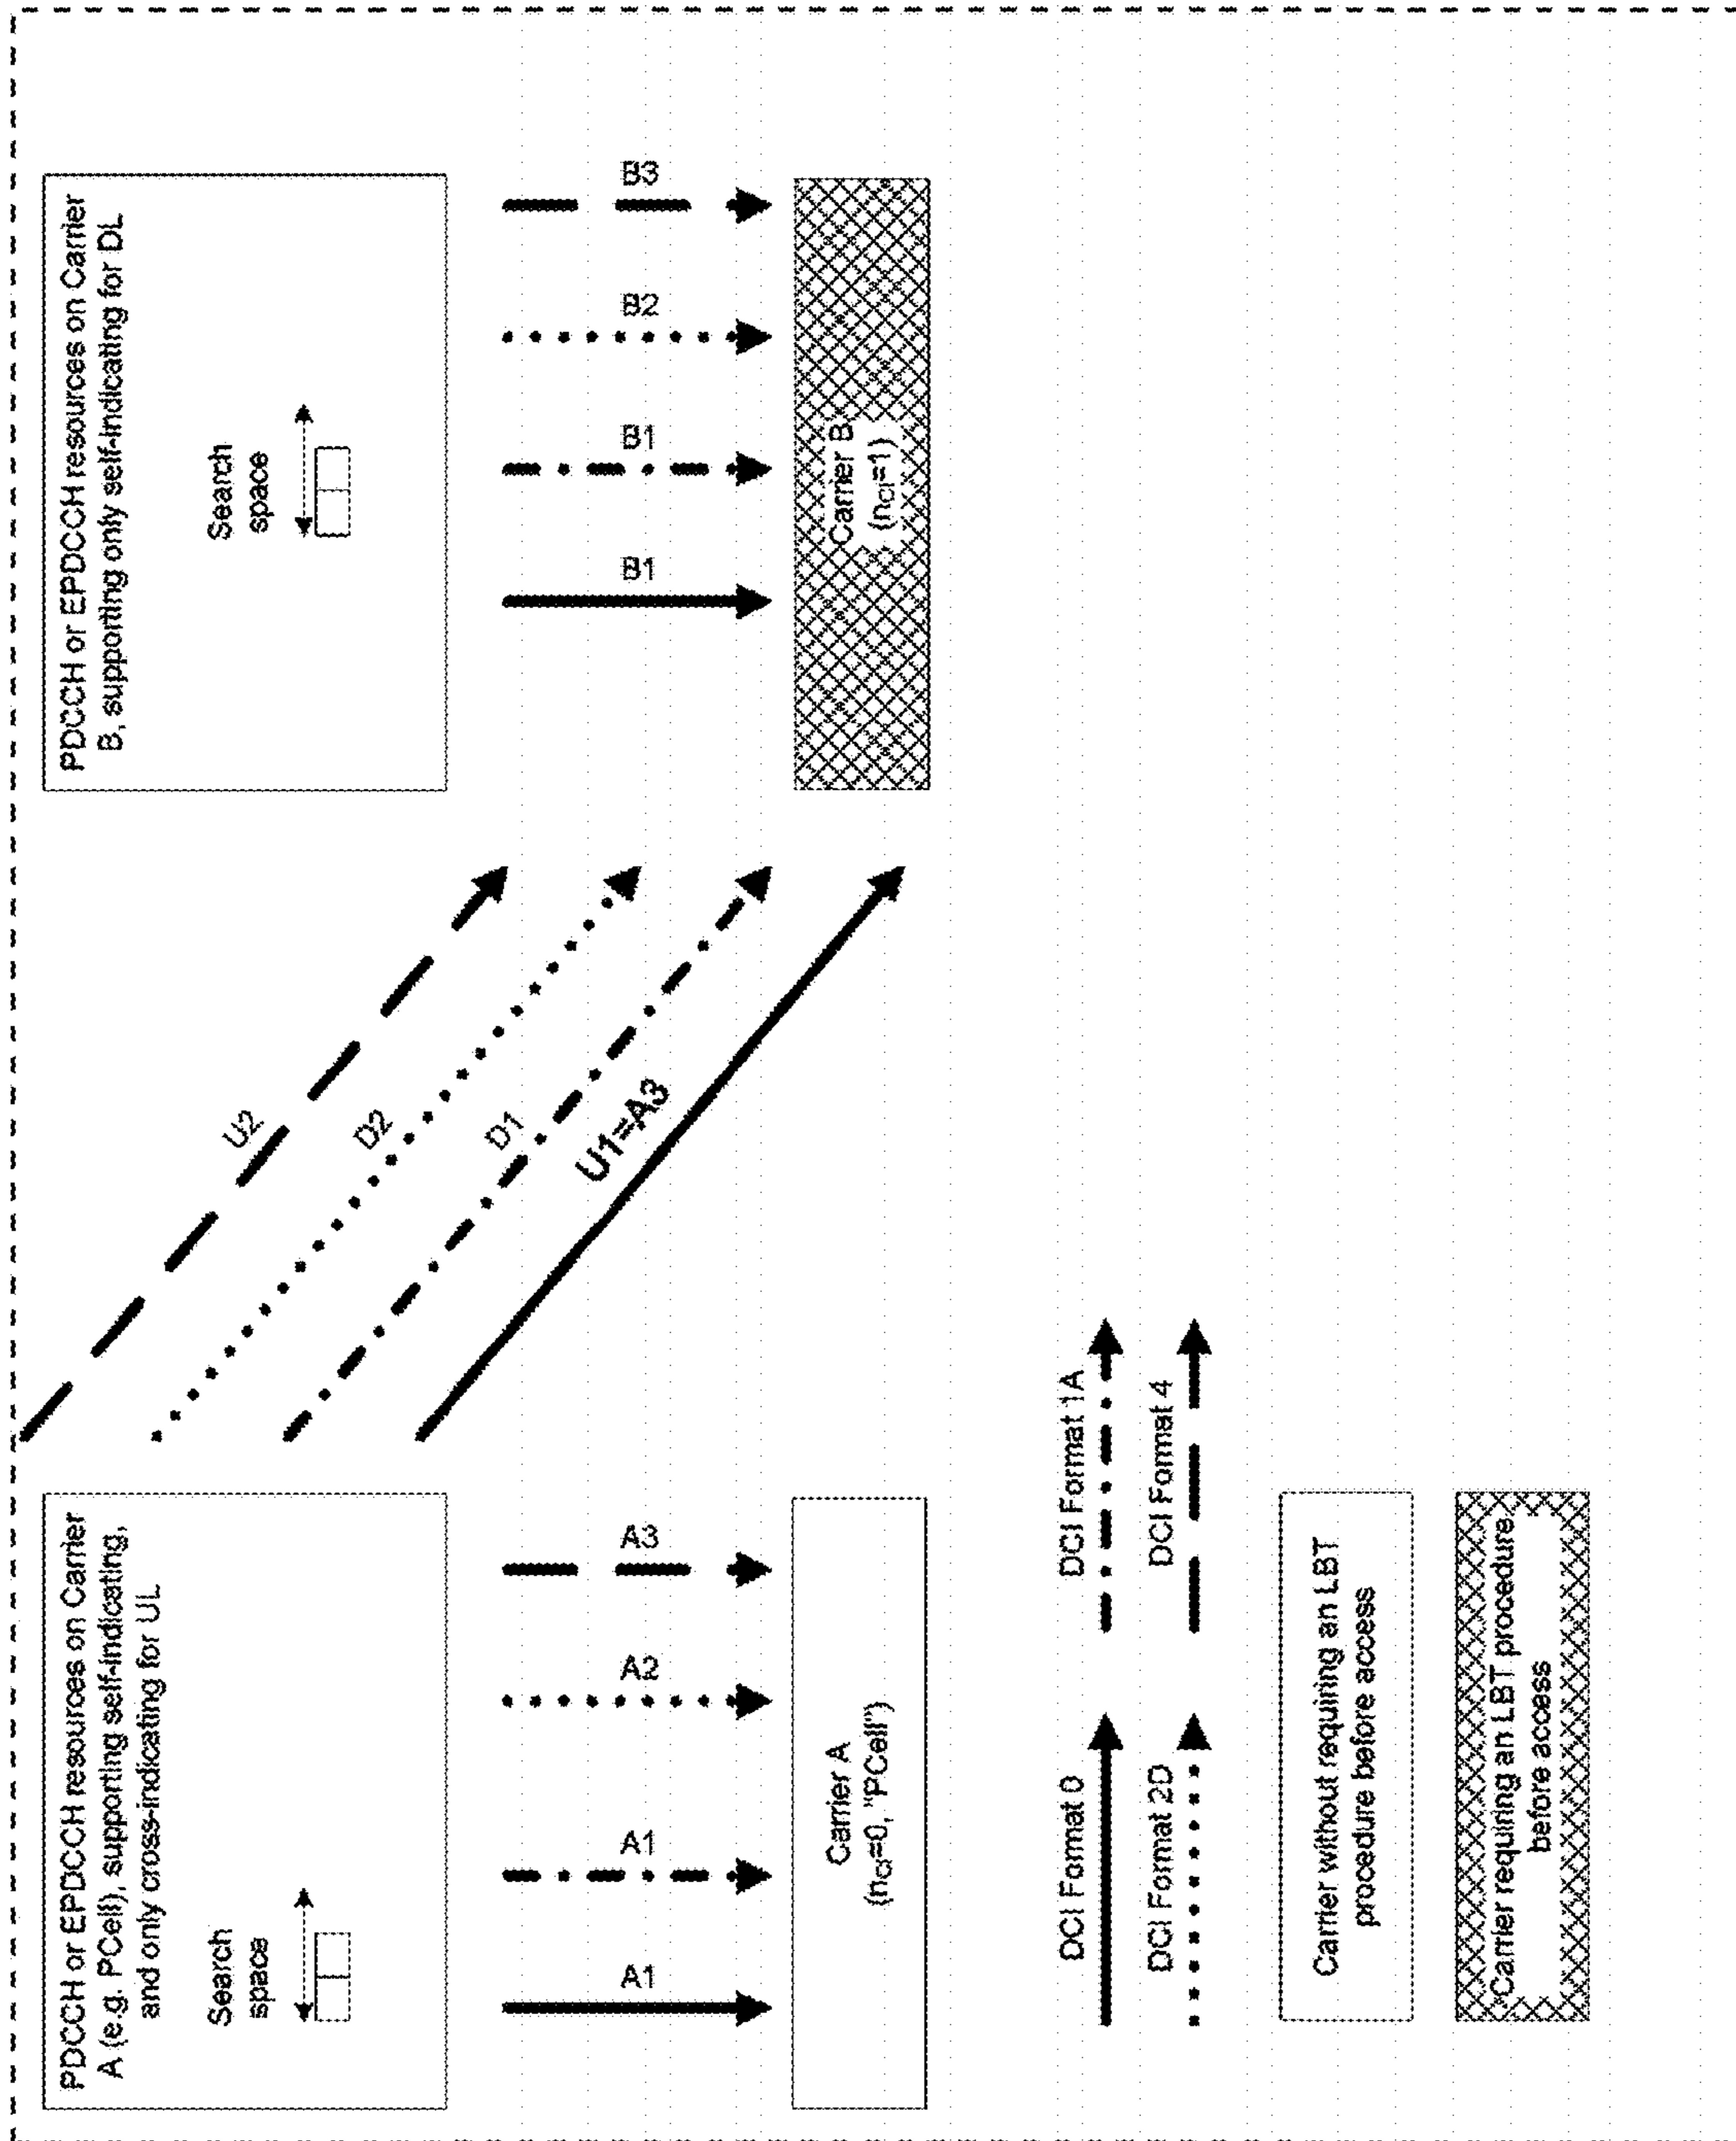 PDCCH or EPDCCH resources on Carrier
A (e.g. PCell), supporting self-indicating,
and only cross-indicating for UL
Search
space
A1
A1
A2
A3
Carrier A
(nCI=0, "PCell")
U2
D2
D1
U1=A3
PDCCH or EPDCCH resources on Carrier
B, supporting only self-indicating for DL
Search
space
B1
B1
B2
B3
Carrier B
(nCI=1)
DCI Format 0
DCI Format 1A
DCI Format 2D
DCI Format 4
Carrier without requiring an LBT
procedure before access
Carrier requiring an LBT procedure
before access